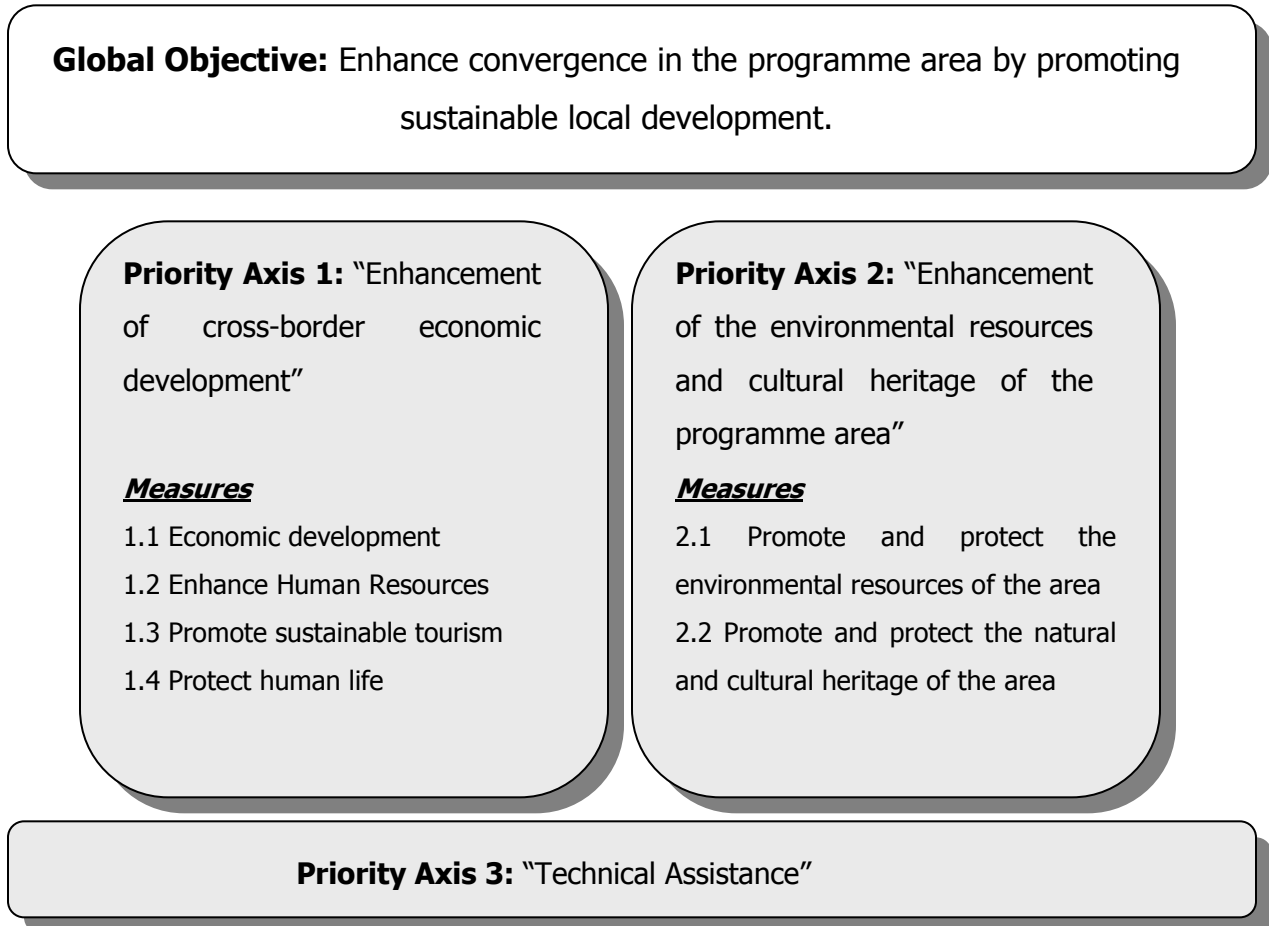 Global Objective: Enhance convergence in the programme area by promoting
sustainable local development.
Priority Axis 1: “Enhancement
of cross-border economic
development”
Measures
1.1 Economic development
1.2 Enhance Human Resources
1.3 Promote sustainable tourism
1.4 Protect human life
Priority Axis 2: “Enhancement
of the environmental resources
and cultural heritage of the
programme area”
Measures
2.1 Promote and protect the
environmental resources of the area
2.2 Promote and protect the natural
and cultural heritage of the area
Priority Axis 3: “Technical Assistance”